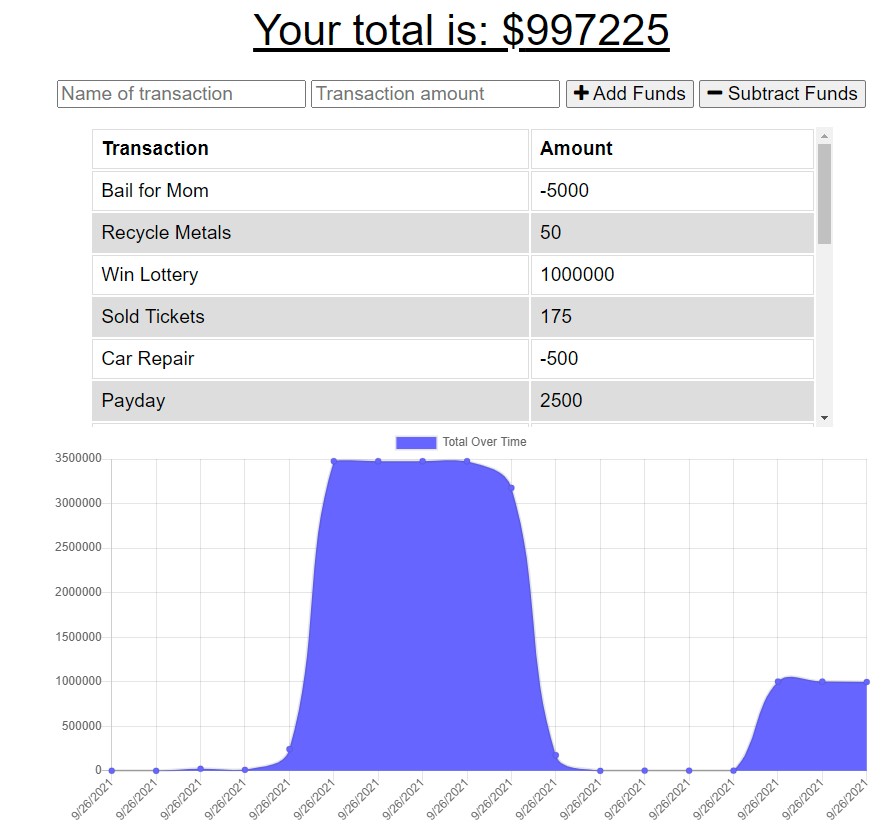 Your total is: $997225
Name of transaction Transaction amount Add Funds Subtract Funds
Transaction Amount
Bail for Mom -5000
Recycle Metals 50
Win Lottery 1000000
Sold Tickets 175
Car Repair -500
Payday 2500
Total Over Time
3500000
3000000
2500000
2000000
1500000
1000000
500000
0
9/26/2021 9/26/2021 9/26/2021 9/26/2021 9/26/2021 9/26/2021 9/26/2021 9/26/2021 9/26/2021 9/26/2021 9/26/2021 9/26/2021 9/26/2021 9/26/2021 9/26/2021 9/26/2021 9/26/2021 9/26/2021